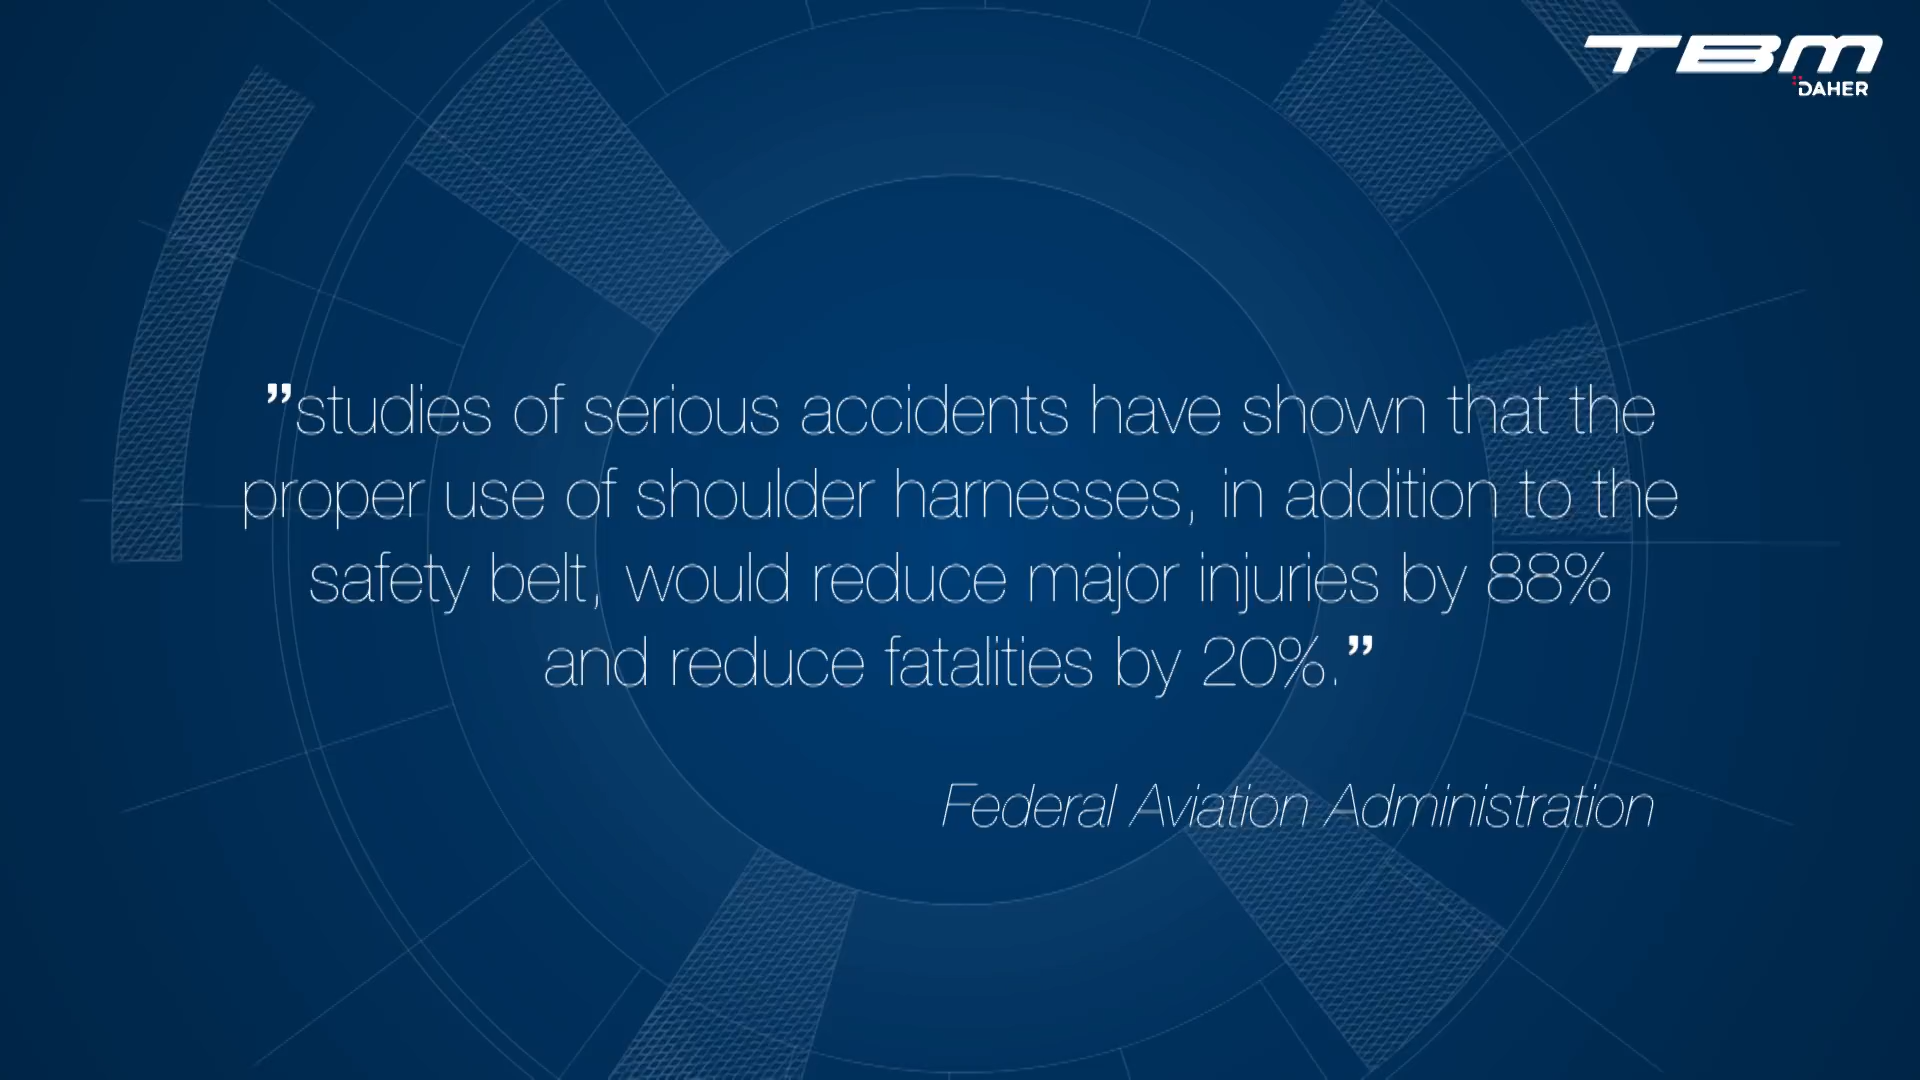 TBM
DAHER
”studies of serious accidents have shown that the
proper use of shoulder harnesses, in addition to the
safety belt, would reduce major injuries by 88%
and reduce fatalities by 20%.”
Federal Aviation Administration